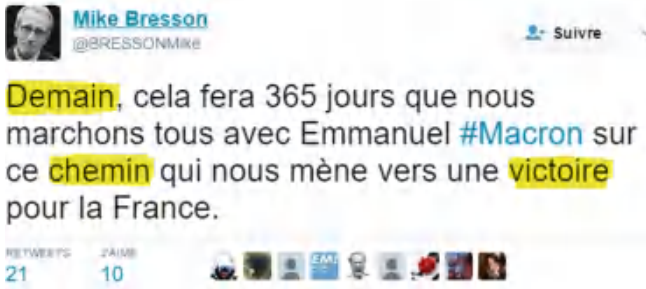 Mike Bresson
@BRESSONMike
Suivre
Demain, cela fera 365 jours que nous
marchons tous avec Emmanuel #Macron sur
ce chemin qui nous mène vers une victoire
pour la France.
RETWEETS J'AIME
21 10